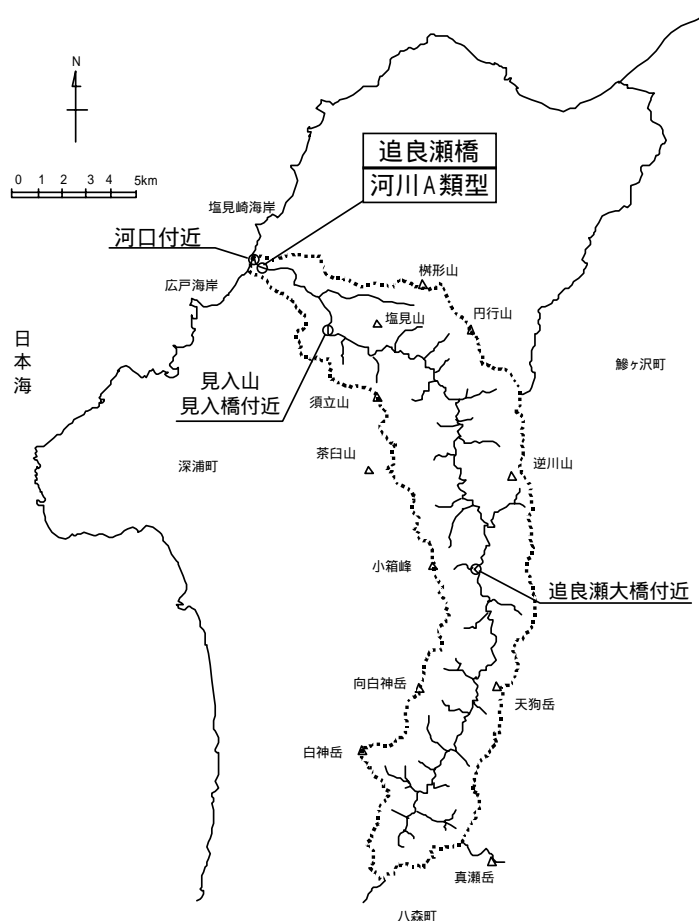 N
0 1 2 3 4 5km
追良瀬橋
河川A類型
塩見崎海岸
河口付近
広戸海岸
桝形山
塩見山
円行山
日本海
見入山
見入橋付近
鰺ヶ沢町
須立山
茶臼山
深浦町
逆川山
小箱峰
追良瀬大橋付近
向白神岳
天狗岳
白神岳
真瀬岳
八森町